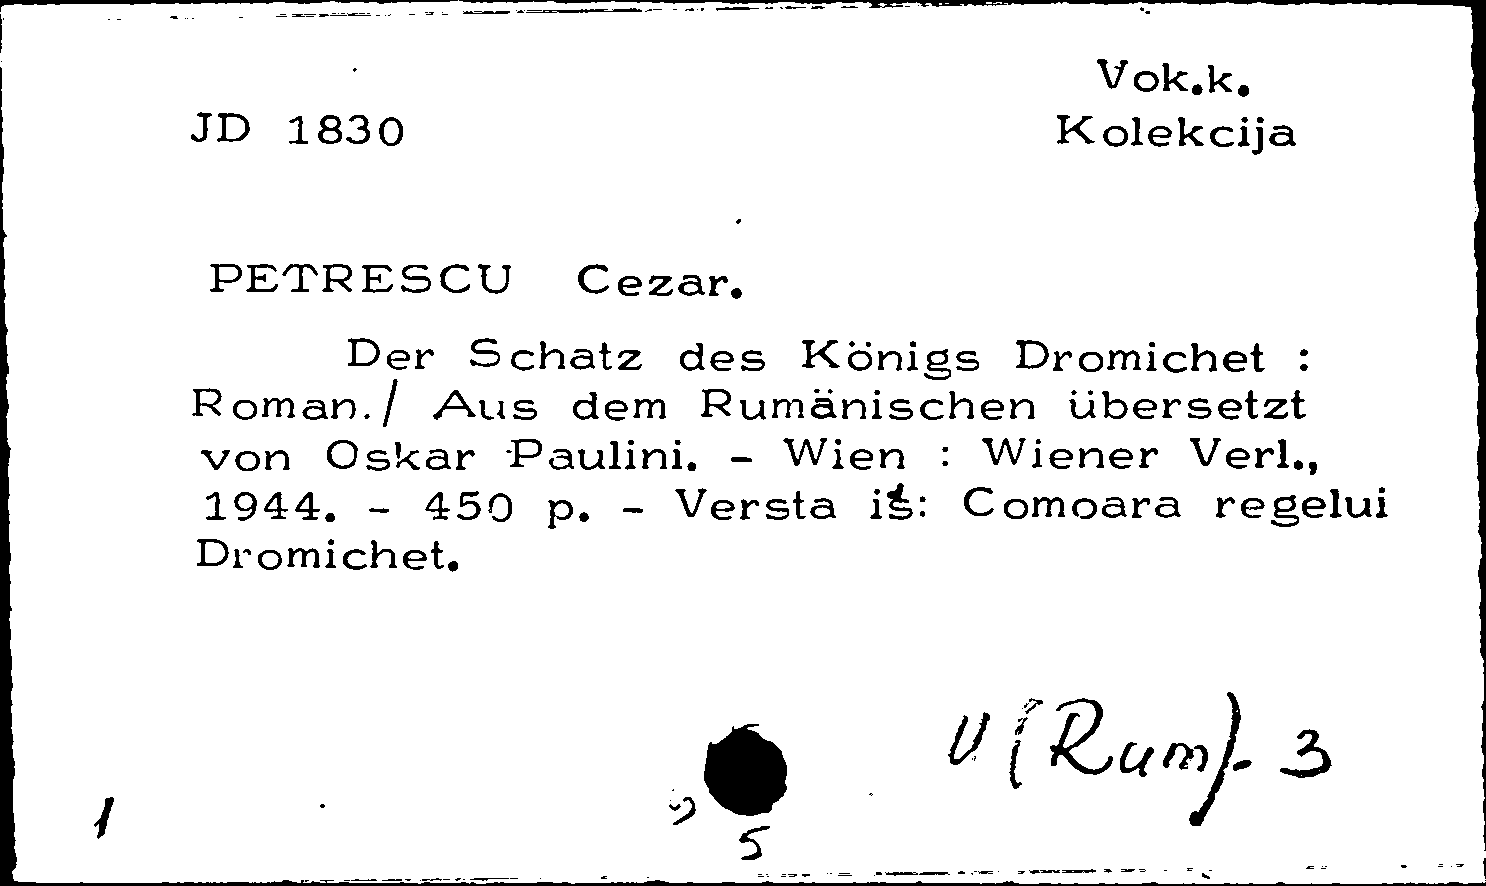 Vok.k.
JD 1830 Kolekcija
PETRESCU Cezar.
Der Schatz des Königs Dromichet :
Roman./ Aus dem Rumänischen übersetzt
von Oskar Paulini. - Wien : Wiener Verl.,
1944. - 450 p. - Versta iš: Comoara regelui
Dromichet.
U(Rum)-3
1
5